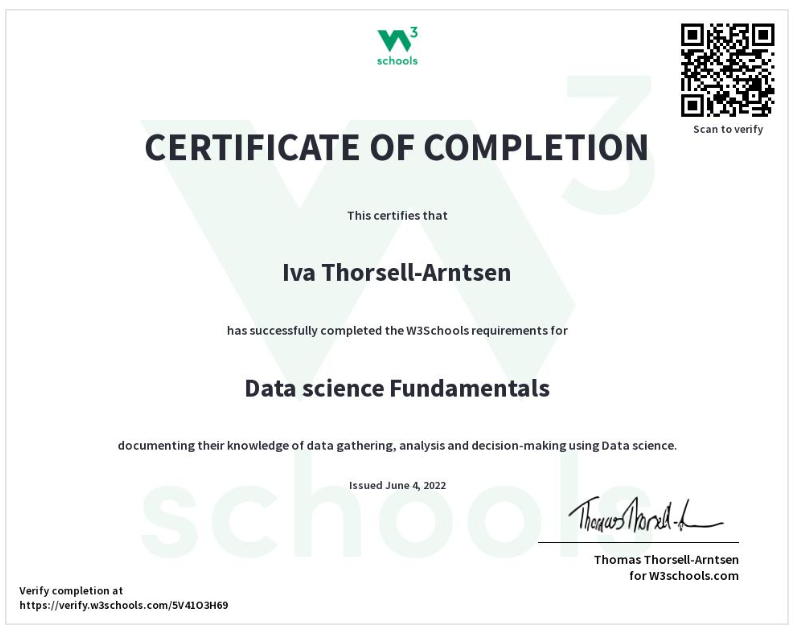 W3
schools
Scan to verify
CERTIFICATE OF COMPLETION
This certifies that
Iva Thorsell-Arntsen
has successfully completed the W3Schools requirements for
Data science Fundamentals
documenting their knowledge of data gathering, analysis and decision-making using Data science.
Issued June 4, 2022
Thomas Thorsell-A
Thomas Thorsell-Arntsen
for W3schools.com
Verify completion at
https://verify.w3schools.com/5V41O3H69
W3
schools